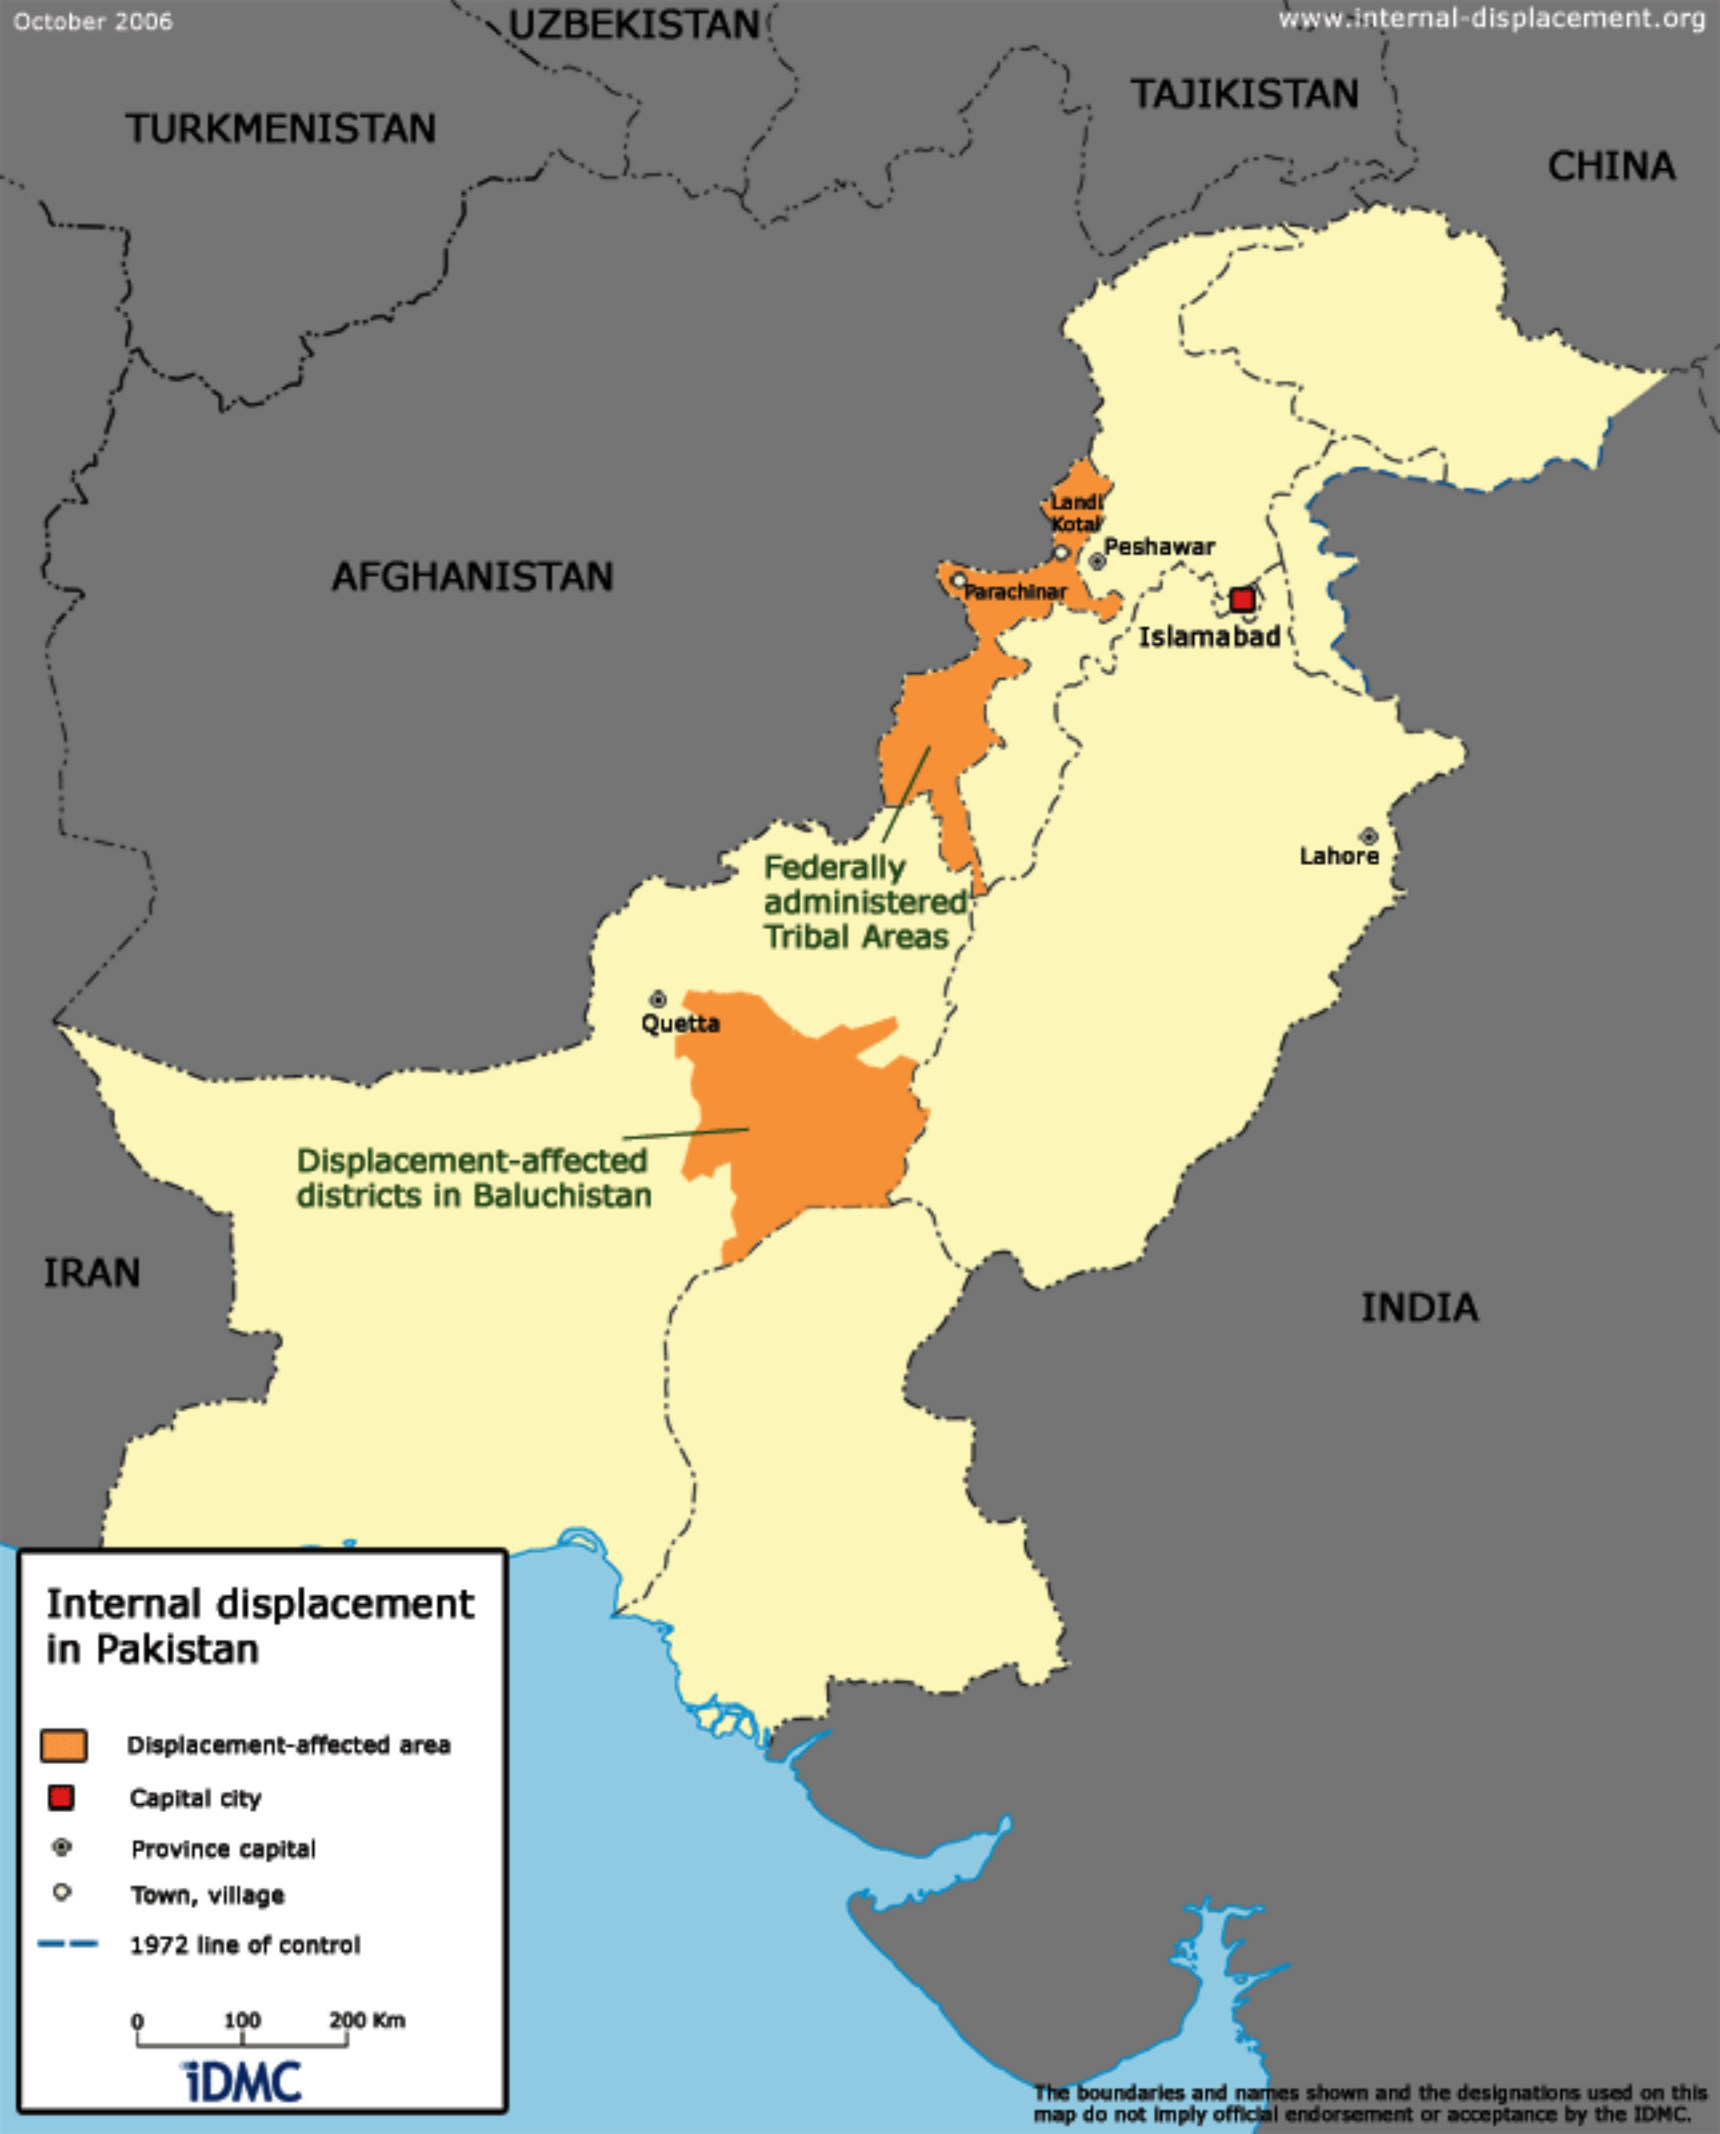 October 2006
www.internal-displacement.org
UZBEKISTAN
TAJIKISTAN
TURKMENISTAN
CHINA
Landi
Kotal
Peshawar
AFGHANISTAN
Parachinar
Islamabad
Lahore
Federally
administered
Tribal Areas
Quetta
Displacement-affected
districts in Baluchistan
IRAN
INDIA
Internal displacement
in Pakistan
Displacement-affected area
Capital city
Province capital
Town, village
1972 line of control
0 100 200 Km
iDMC
The boundaries and names shown and the designations used on this
map do not imply official endorsement or acceptance by the IDMC.